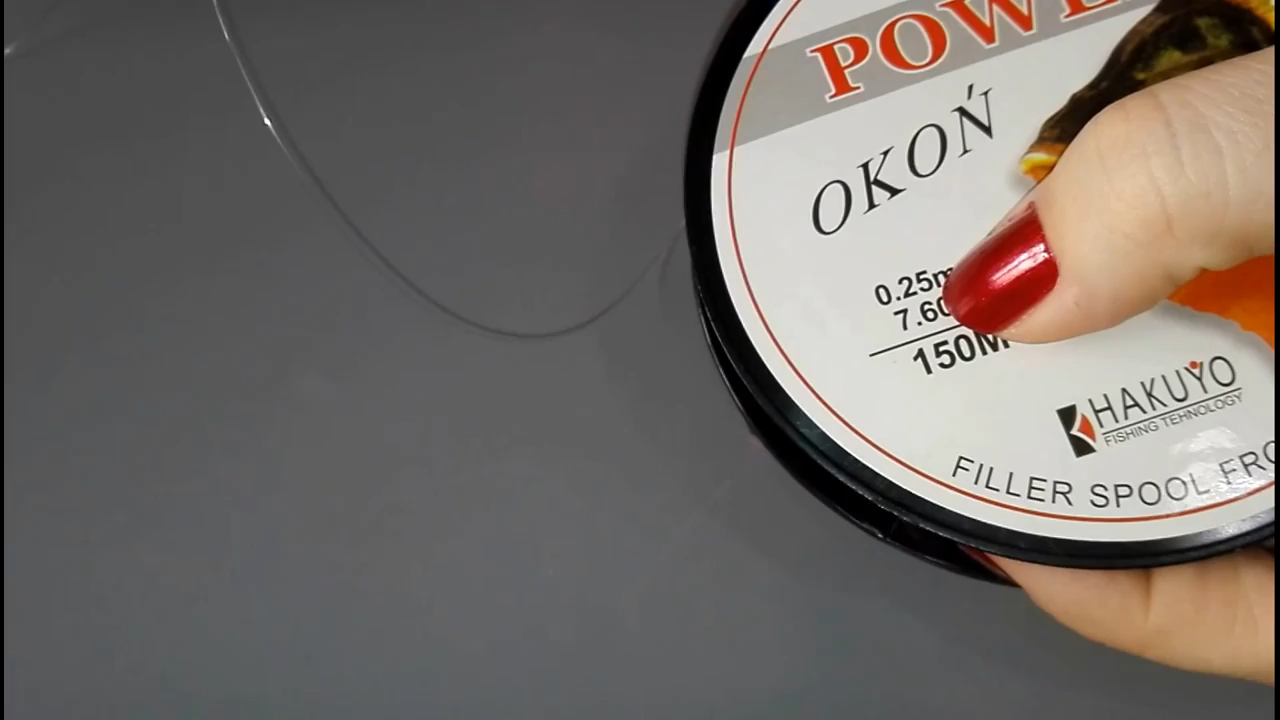 POWE
OKOŃ
0.25m
7.60
150M
HAKUYO
FISHING TEHNOLOGY
FILLER SPOOL FRO